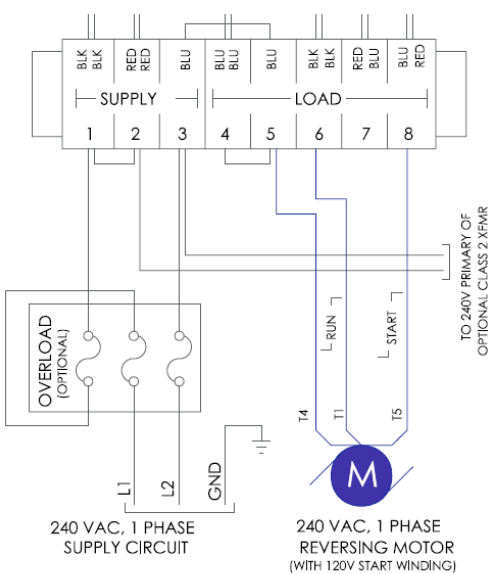 BLK
BLK
RED
RED
BLU
BLU
BLU
BLU
BLK
BLK
RED
BLU
BLU
RED
SUPPLY
LOAD
1 2 3 4 5 6 7 8
TO 240V PRIMARY OF
OPTIONAL CLASS 2 XFMR
OVERLOAD
(OPTIONAL)
RUN
START
T4
T1
T5
L1
L2
GND
M
240 VAC, 1 PHASE
SUPPLY CIRCUIT
240 VAC, 1 PHASE
REVERSING MOTOR
(WITH 120V START WINDING)